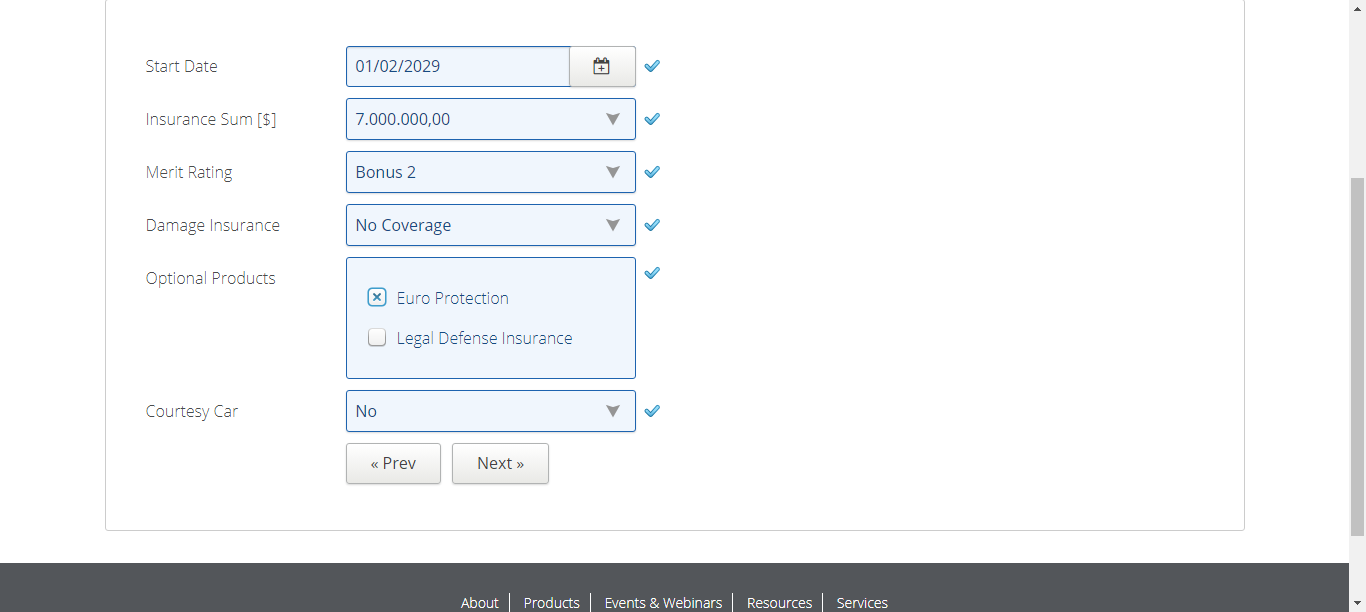 Start Date 01/02/2029
Insurance Sum [$] 7.000.000,00
Merit Rating Bonus 2
Damage Insurance No Coverage
Optional Products
Euro Protection
Legal Defense Insurance
Courtesy Car No
« Prev Next »
About Products Events & Webinars Resources Services